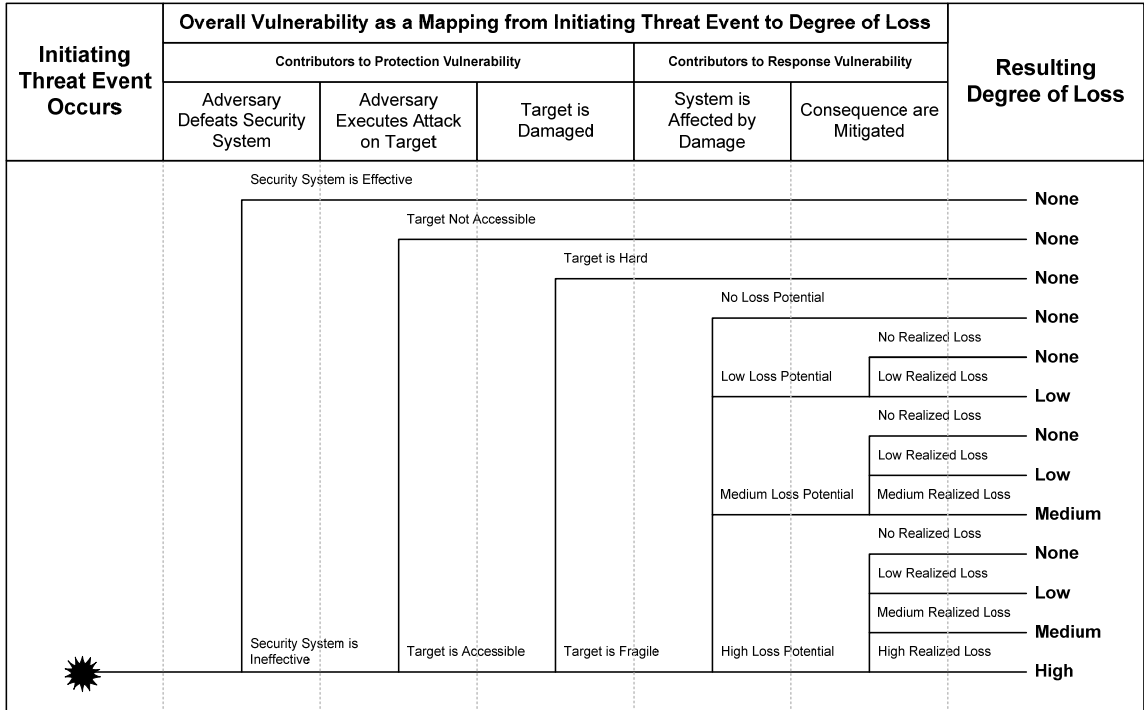 Overall Vulnerability as a Mapping from Initiating Threat Event to Degree of Loss
Initiating
Threat Event
Occurs
Contributors to Protection Vulnerability
Contributors to Response Vulnerability
Resulting
Degree of Loss
Adversary
Defeats Security
System
Adversary
Executes Attack
on Target
Target is
Damaged
System is
Affected by
Damage
Consequence are
Mitigated
Security System is Effective
None
Target Not Accessible
None
Target is Hard
None
No Loss Potential
None
No Realized Loss
None
Low Loss Potential
Low Realized Loss
Low
No Realized Loss
None
Low Realized Loss
Low
Medium Loss Potential
Medium Realized Loss
Medium
No Realized Loss
None
Low Realized Loss
Low
Medium Realized Loss
Medium
Security System is
Ineffective
Target is Accessible
Target is Fragile
High Loss Potential
High Realized Loss
High